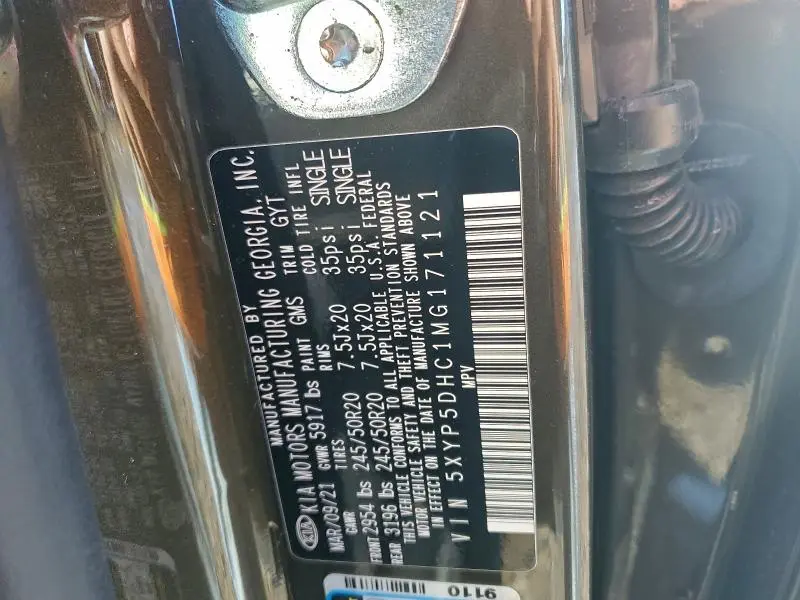 MANUFACTURED BY
KIA KIA MOTORS MANUFACTURING GEORGIA, INC.
MAR/09/21 GVWR 5917 lbs PAINT GMS TRIM GYT
GAWR TIRES RIMS COLD TIRE INFL
FRONT 2954 lbs 245/50R20 7.5Jx20 35psi SINGLE
REAR 3196 lbs 245/50R20 7.5Jx20 35psi SINGLE
THIS VEHICLE CONFORMS TO ALL APPLICABLE U.S.A. FEDERAL
MOTOR VEHICLE SAFETY AND THEFT PREVENTION STANDARDS
IN EFFECT ON THE DATE OF MANUFACTURE SHOWN ABOVE
VIN 5XYP5DHC1MG171121
MPV
9110